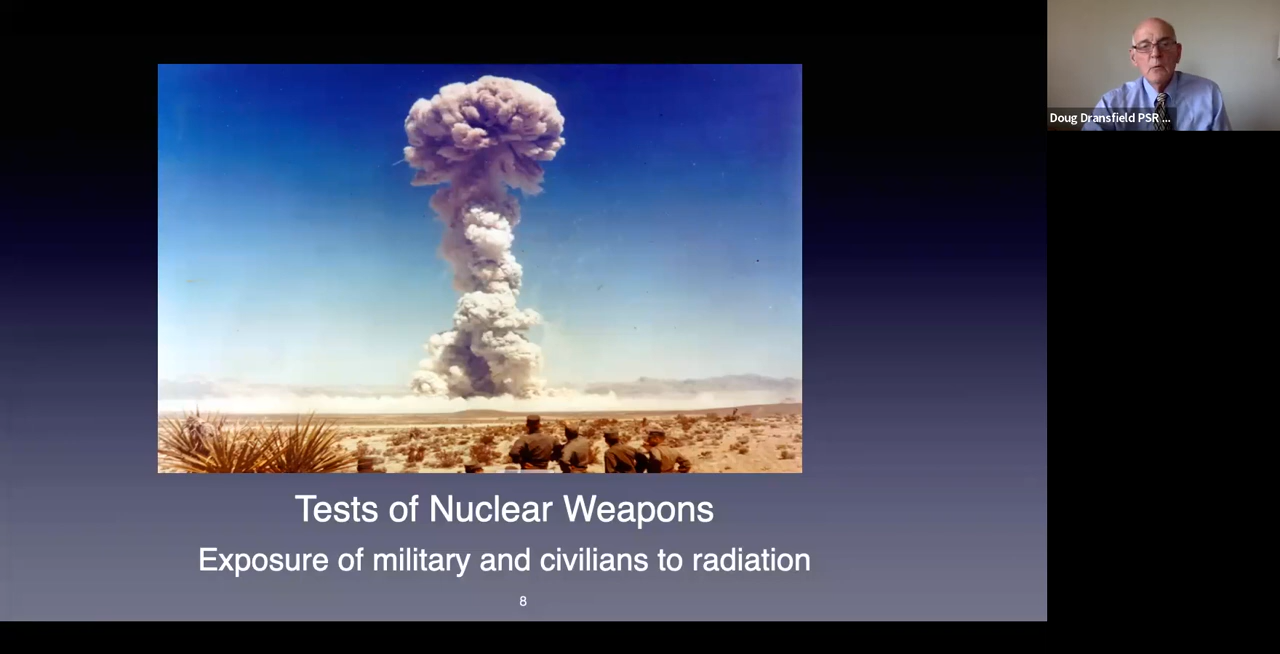 Doug Dransfield PSR ...
Tests of Nuclear Weapons
Exposure of military and civilians to radiation
8